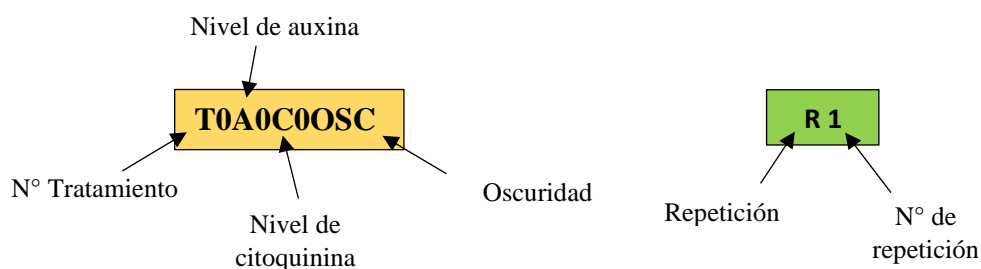 Nivel de auxina
T0A0C0OSC
R 1
N° Tratamiento
Oscuridad
Nivel de
citoquinina
Repetición
N° de
repetición